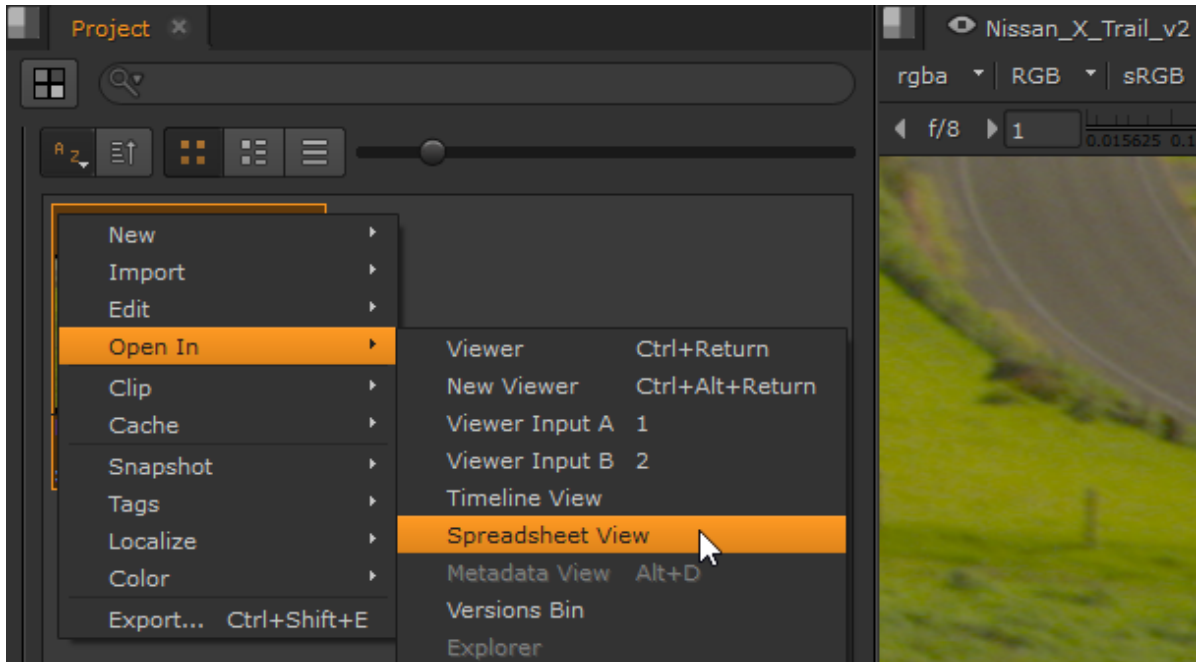 Project
Nissan_X_Trail_v2
rgba RGB sRGB
f/8 1
0.015625 0.1
A Z
New
Import
Edit
Open In
Clip
Cache
Snapshot
Tags
Localize
Color
Export... Ctrl+Shift+E
Viewer Ctrl+Return
New Viewer Ctrl+Alt+Return
Viewer Input A 1
Viewer Input B 2
Timeline View
Spreadsheet View
Metadata View Alt+D
Versions Bin
Explorer